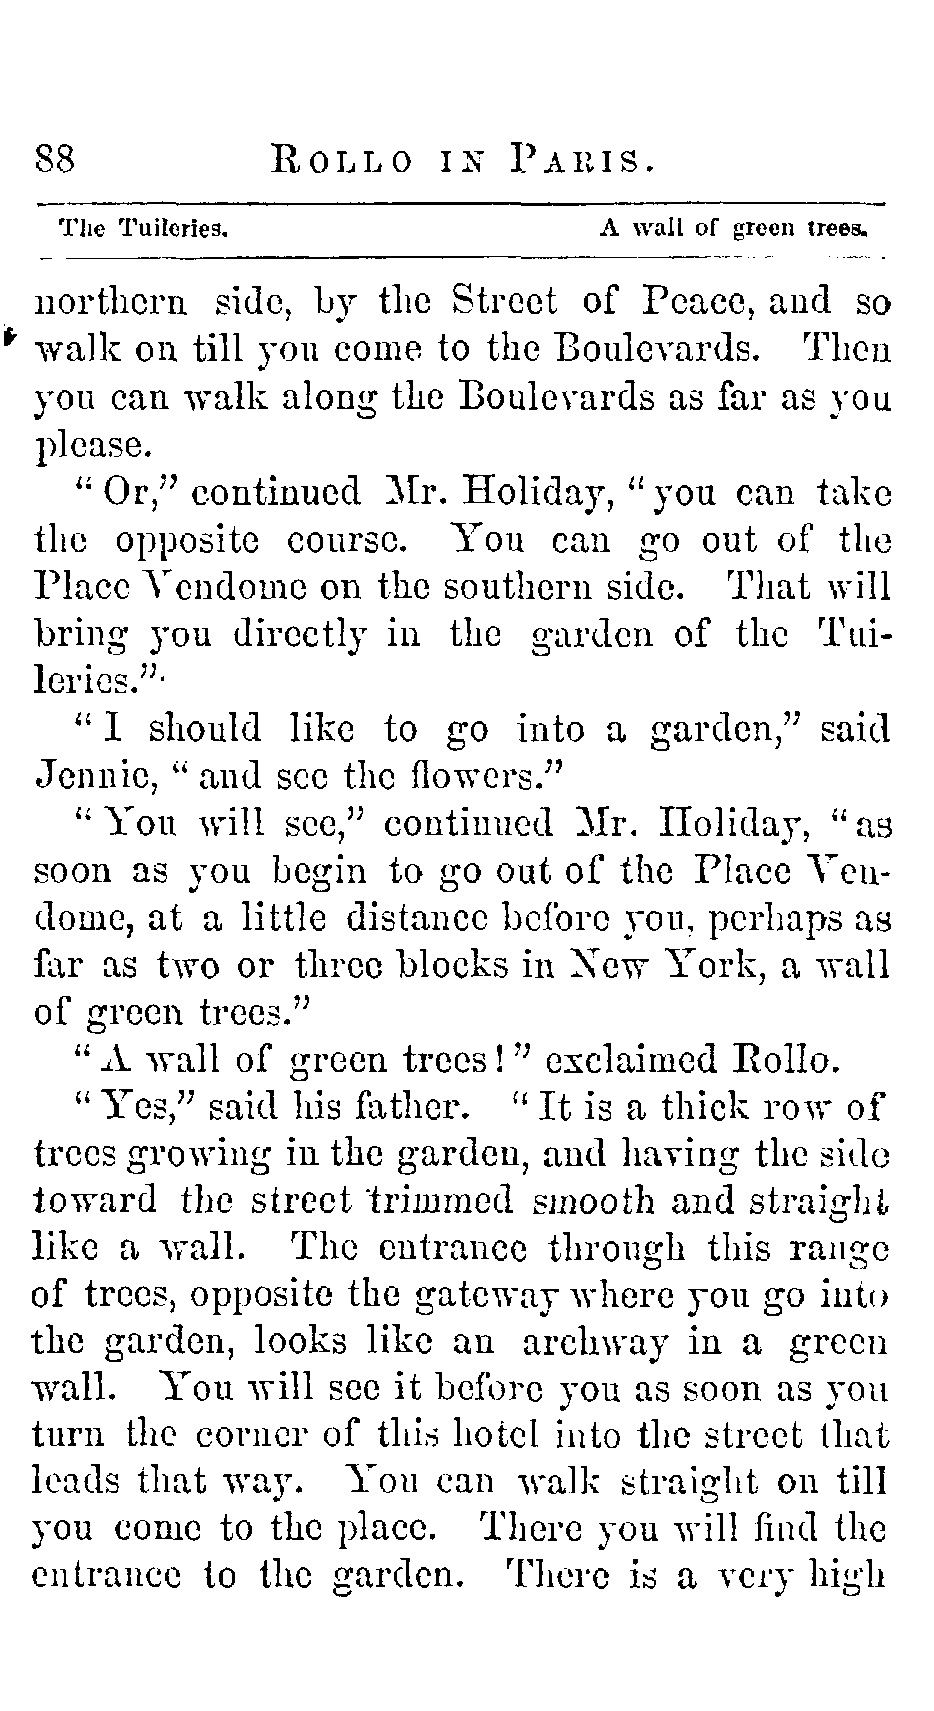 88 ROLLO IN PARIS.
The Tuileries. A wall of green trees.
northern side, by the Street of Peace, and so
walk on till you come to the Boulevards. Then
you can walk along the Boulevards as far as you
please.
“ Or,” continued Mr. Holiday, “ you can take
the opposite course. You can go out of the
Place Vendome on the southern side. That will
bring you directly in the garden of the Tui-
leries.”
“ I should like to go into a garden,” said
Jennie, “ and see the flowers.”
“ You will see,” continued Mr. Holiday, “ as
soon as you begin to go out of the Place Ven-
dome, at a little distance before you, perhaps as
far as two or three blocks in New York, a wall
of green trees.”
“ A wall of green trees! ” exclaimed Rollo.
“ Yes,” said his father. “ It is a thick row of
trees growing in the garden, and having the side
toward the street trimmed smooth and straight
like a wall. The entrance through this range
of trees, opposite the gateway where you go into
the garden, looks like an archway in a green
wall. You will see it before you as soon as you
turn the corner of this hotel into the street that
leads that way. You can walk straight on till
you come to the place. There you will find the
entrance to the garden. There is a very high